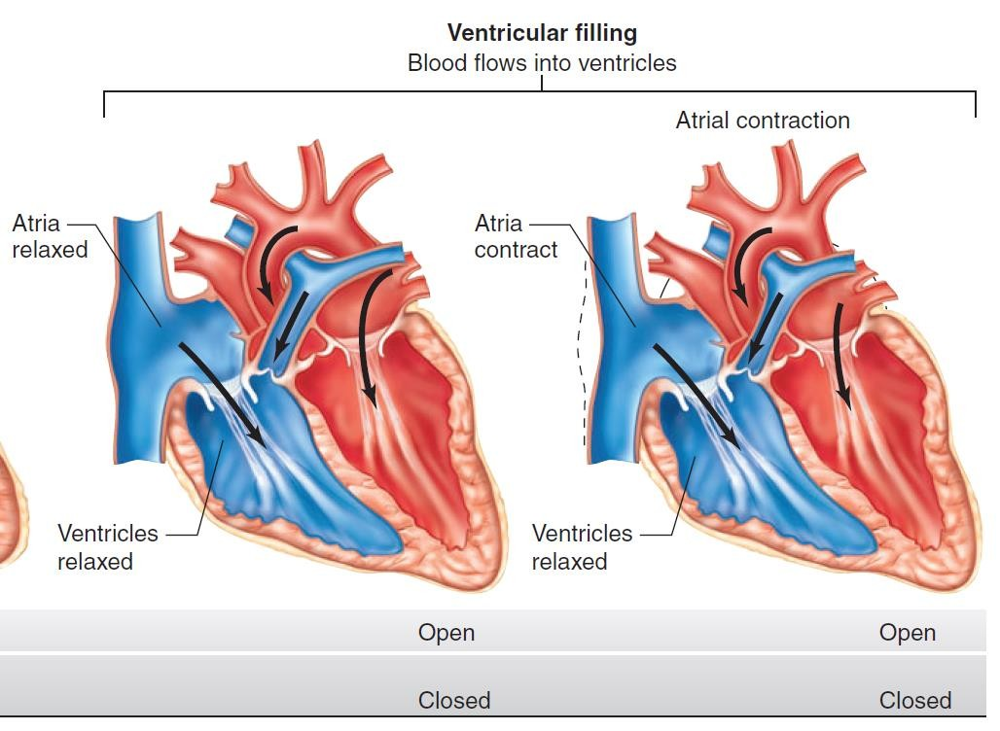 Ventricular filling
Blood flows into ventricles
Atrial contraction
Atria
relaxed
Atria
contract
Ventricles
relaxed
Ventricles
relaxed
Open
Open
Closed
Closed